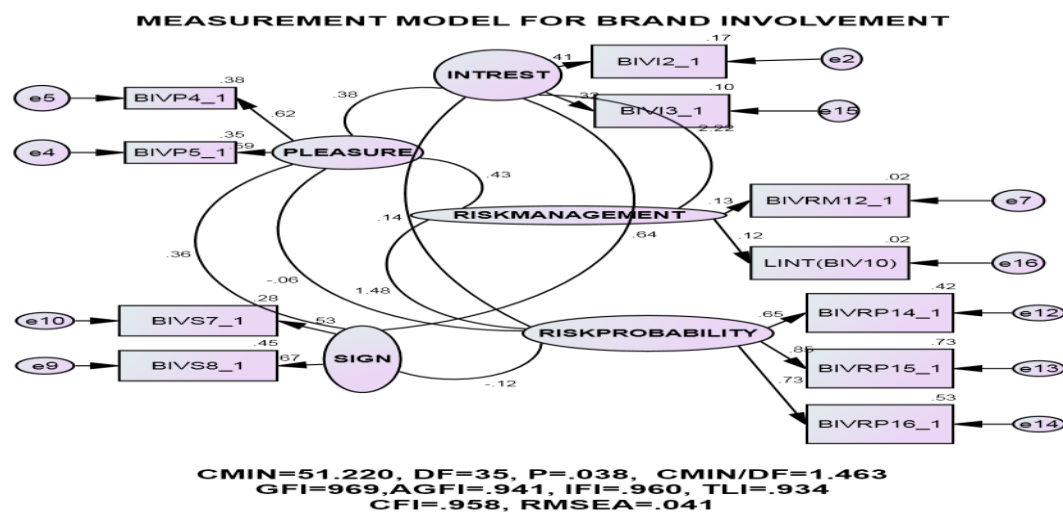 MEASUREMENT MODEL FOR BRAND INVOLVEMENT
.17
.41
INTREST
BIVI2_1
e2
.38
.38
.10
e5
BIVP4_1
.32
BIVI3_1
e15
.62
2.22
.35
e4
BIVP5_1
.59
PLEASURE
.43
.02
.13
BIVRM12_1
e7
RISKMANAGEMENT
.14
.64
.12
.02
.36
LINT(BIV10)
e16
-.06
1.48
.28
.42
e10
BIVS7_1
.53
.65
BIVRP14_1
e12
RISKPROBABILITY
.45
.73
SIGN
.85
e9
BIVS8_1
.67
BIVRP15_1
e13
-.12
.73
.53
BIVRP16_1
e14
CMIN=51.220, DF=35, P=.038, CMIN/DF=1.463
GFI=969,AGFI=.941, IFI=.960, TLI=.934
CFI=.958, RMSEA=.041